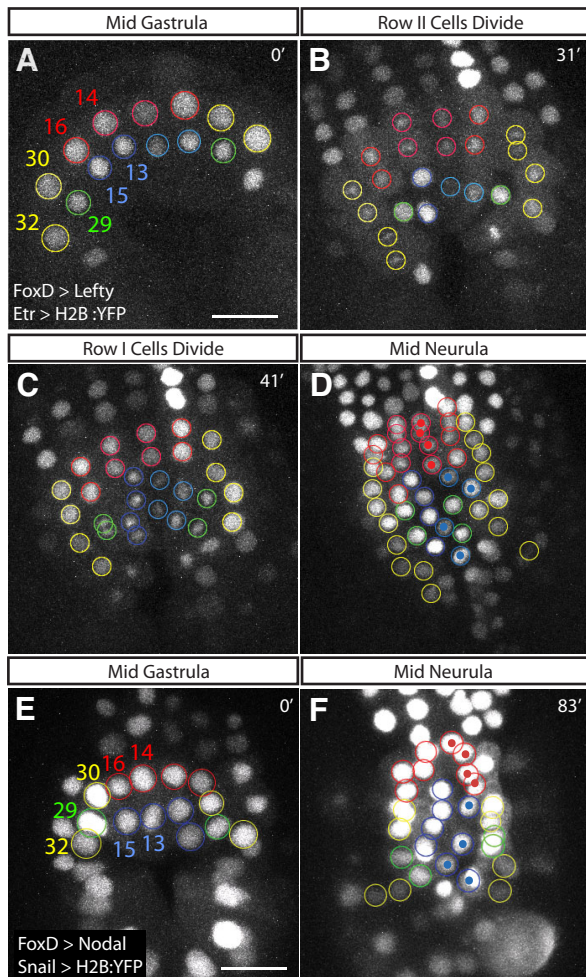 Mid Gastrula
Row II Cells Divide
A
0'
14
16
30
13
15
32
29
FoxD > Lefty
Etr > H2B :YFP
B
31'
Row I Cells Divide
Mid Neurula
C
41'
D
Mid Gastrula
Mid Neurula
E
0'
14
16
30
29
32
15
13
FoxD > Nodal
Snail > H2B:YFP
F
83'